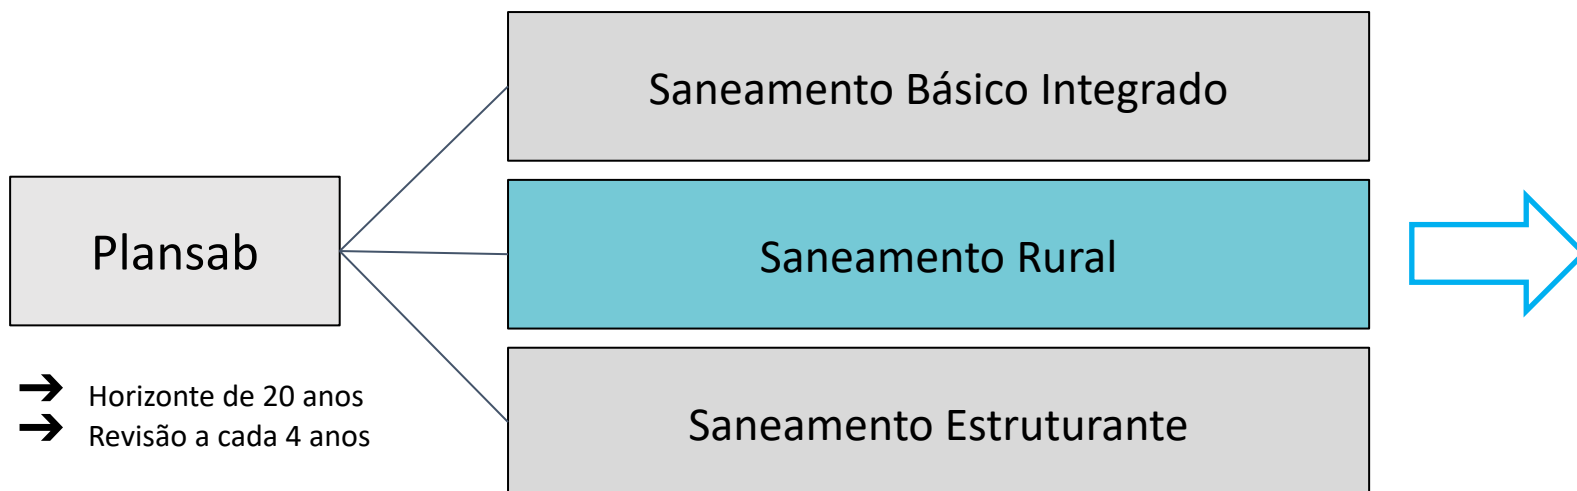 Saneamento Básico Integrado
Plansab
Saneamento Rural
Saneamento Estruturante
➔ Horizonte de 20 anos
➔ Revisão a cada 4 anos